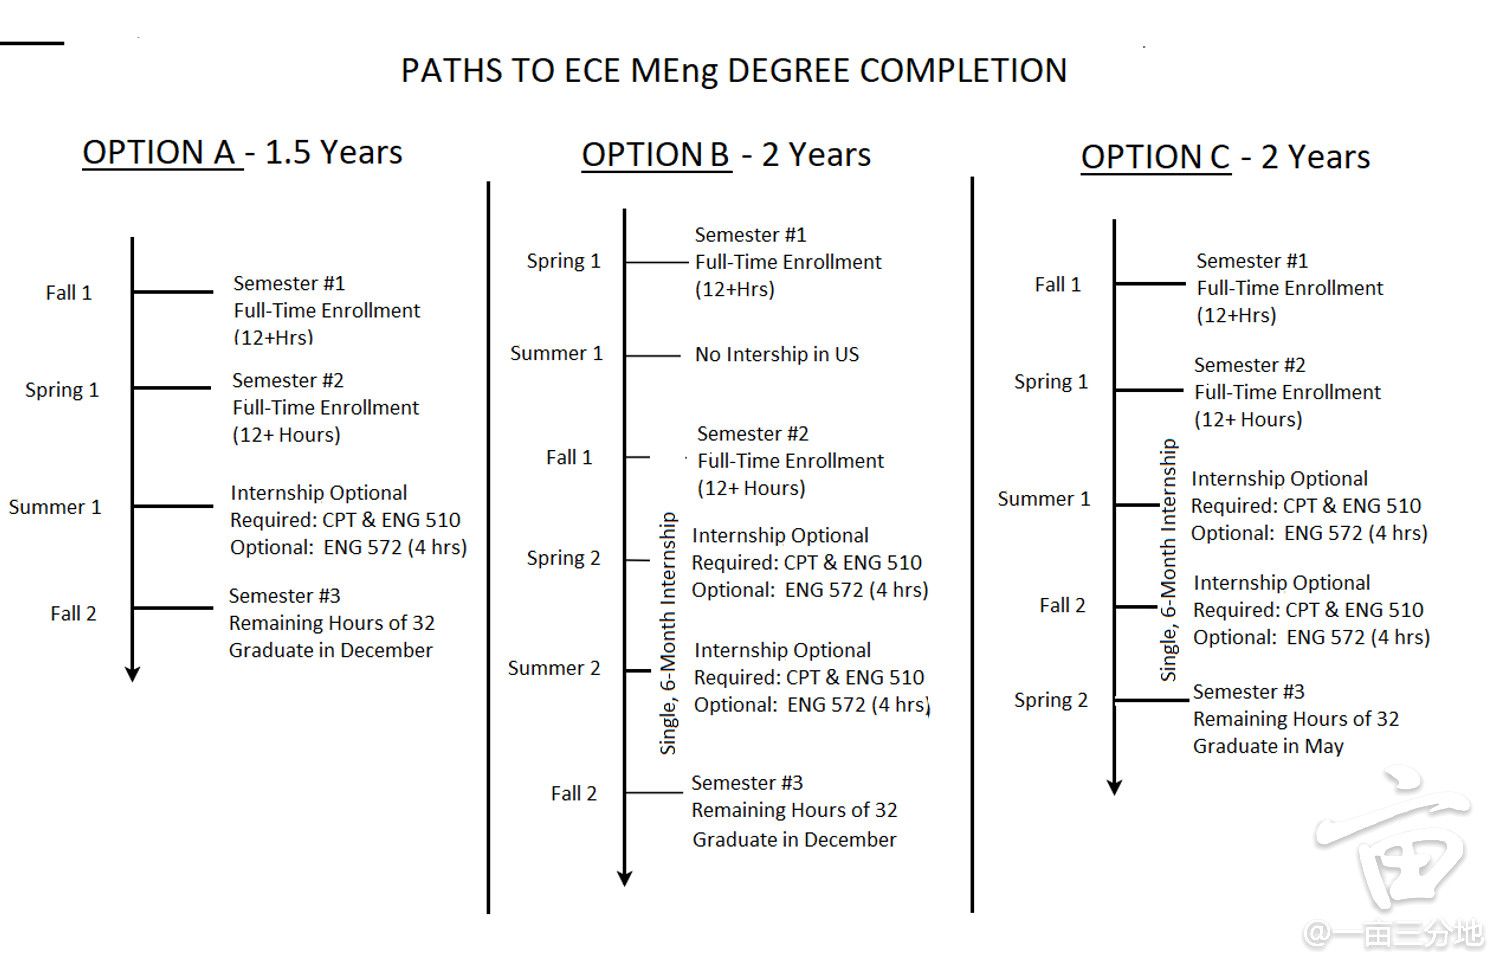 PATHS TO ECE MEng DEGREE COMPLETION
OPTION A - 1.5 Years
Fall 1
Semester #1
Full-Time Enrollment
(12+Hrs)
Spring 1
Semester #2
Full-Time Enrollment
(12+ Hours)
Summer 1
Internship Optional
Required: CPT & ENG 510
Optional: ENG 572 (4 hrs)
Fall 2
Semester #3
Remaining Hours of 32
Graduate in December
OPTION B - 2 Years
Spring 1
Semester #1
Full-Time Enrollment
(12+Hrs)
Summer 1
No Intership in US
Fall 1
Semester #2
Full-Time Enrollment
(12+ Hours)
Single, 6-Month Internship
Spring 2
Internship Optional
Required: CPT & ENG 510
Optional: ENG 572 (4 hrs)
Summer 2
Internship Optional
Required: CPT & ENG 510
Optional: ENG 572 (4 hrs)
Fall 2
Semester #3
Remaining Hours of 32
Graduate in December
OPTION C - 2 Years
Fall 1
Semester #1
Full-Time Enrollment
(12+Hrs)
Spring 1
Semester #2
Full-Time Enrollment
(12+ Hours)
Single, 6-Month Internship
Summer 1
Internship Optional
Required: CPT & ENG 510
Optional: ENG 572 (4 hrs)
Fall 2
Internship Optional
Required: CPT & ENG 510
Optional: ENG 572 (4 hrs)
Spring 2
Semester #3
Remaining Hours of 32
Graduate in May
亩
@一亩三分地